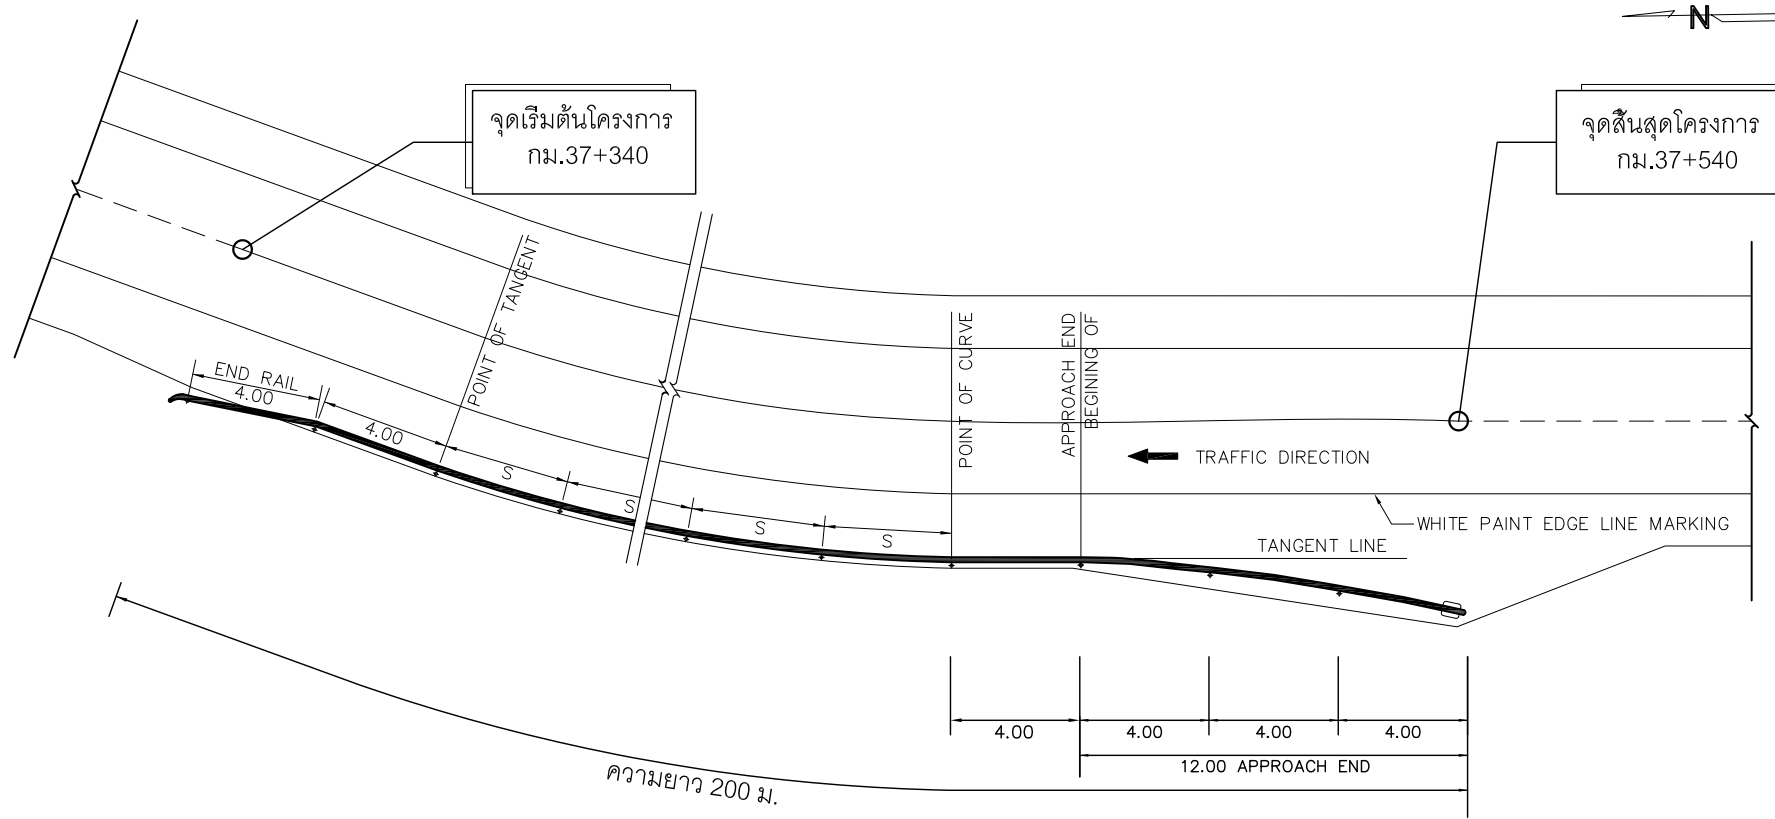 N
จุดเริ่มต้นโครงการ
กม.37+340
จุดสิ้นสุดโครงการ
กม.37+540
POINT OF TANGENT
END RAIL
4.00
4.00
S
S
S
S
POINT OF CURVE
APPROACH END
BEGINING OF
TRAFFIC DIRECTION
WHITE PAINT EDGE LINE MARKING
TANGENT LINE
4.00
4.00
4.00
4.00
12.00 APPROACH END
ความยาว 200 ม.